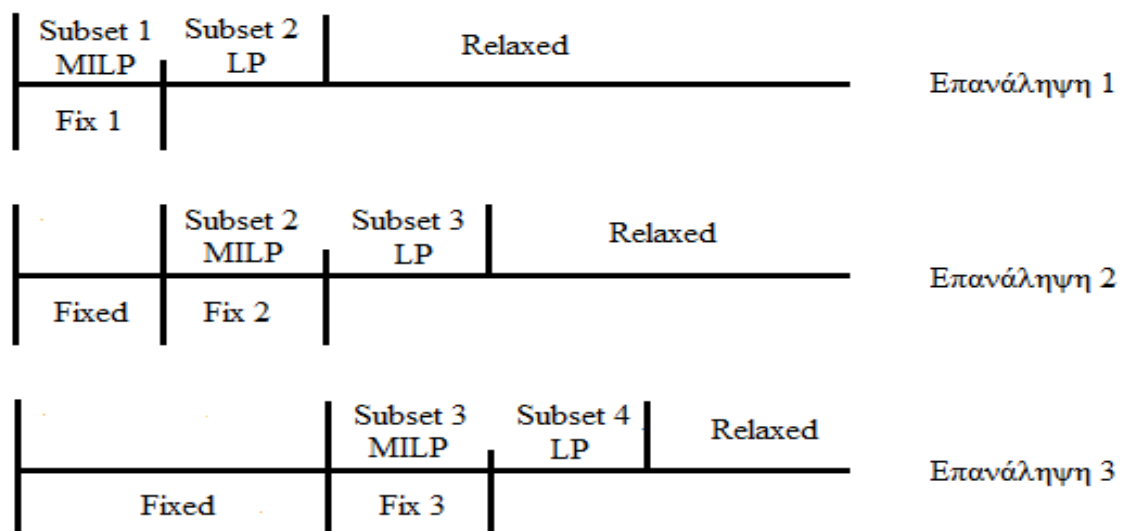 Subset 1 Subset 2
MILP LP
Relaxed
Επανάληψη 1
Fix 1
Subset 2 Subset 3
MILP LP
Relaxed
Επανάληψη 2
Fixed Fix 2
Subset 3 Subset 4
MILP LP
Relaxed
Επανάληψη 3
Fixed Fix 3